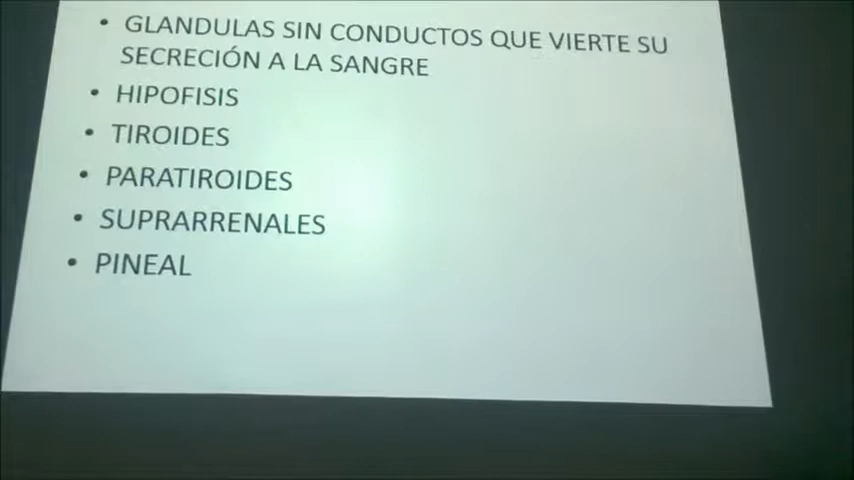 • GLANDULAS SIN CONDUCTOS QUE VIERTE SU
SECRECIÓN A LA SANGRE
• HIPOFISIS
• TIROIDES
• PARATIROIDES
• SUPRARRENALES
• PINEAL